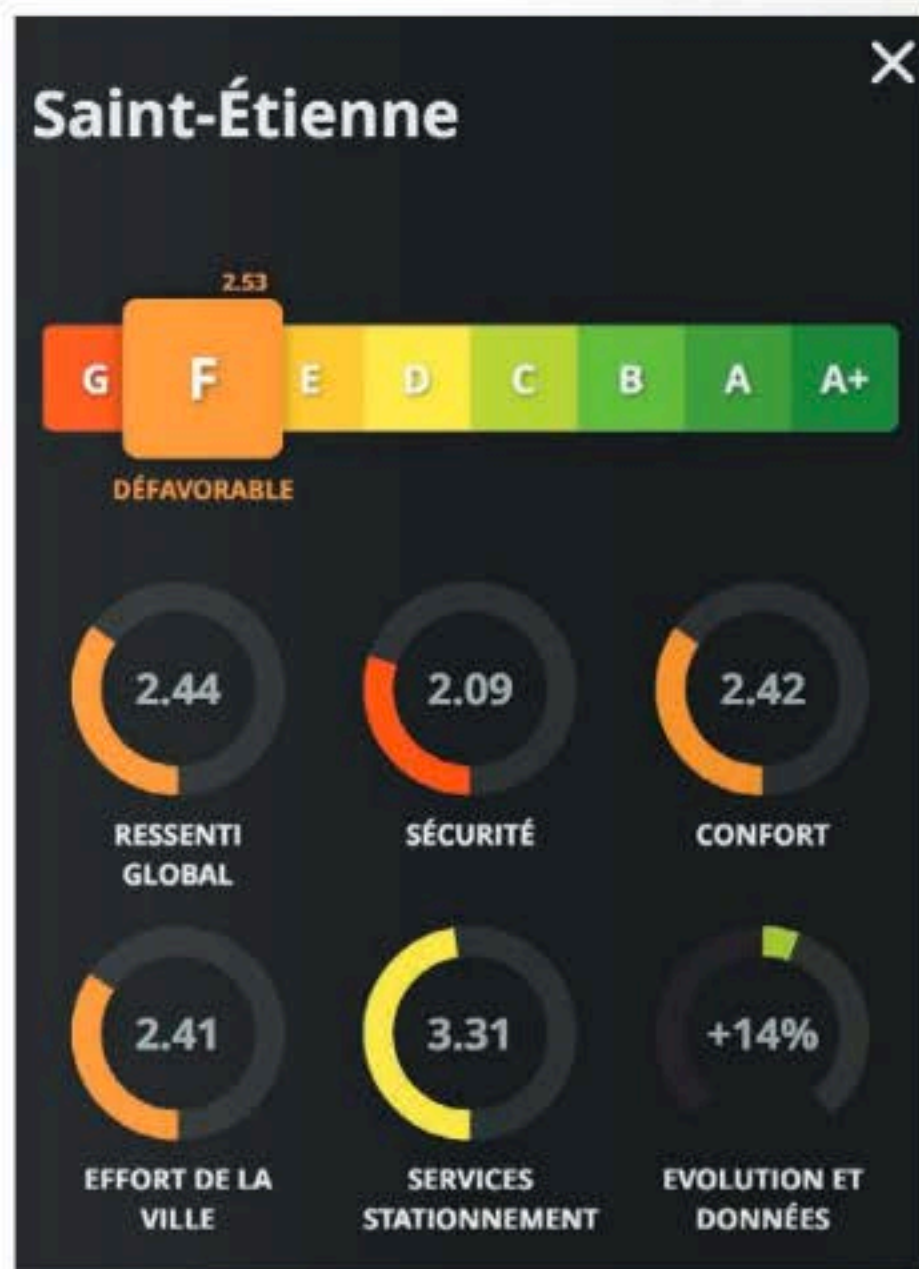 Saint-Étienne
2.53
G F E D C B A A+
DÉFAVORABLE
2.44 2.09 2.42
RESSENTI SÉCURITÉ CONFORT
GLOBAL
2.41 3.31 +14%
EFFORT DE LA SERVICES EVOLUTION ET
VILLE STATIONNEMENT DONNÉES